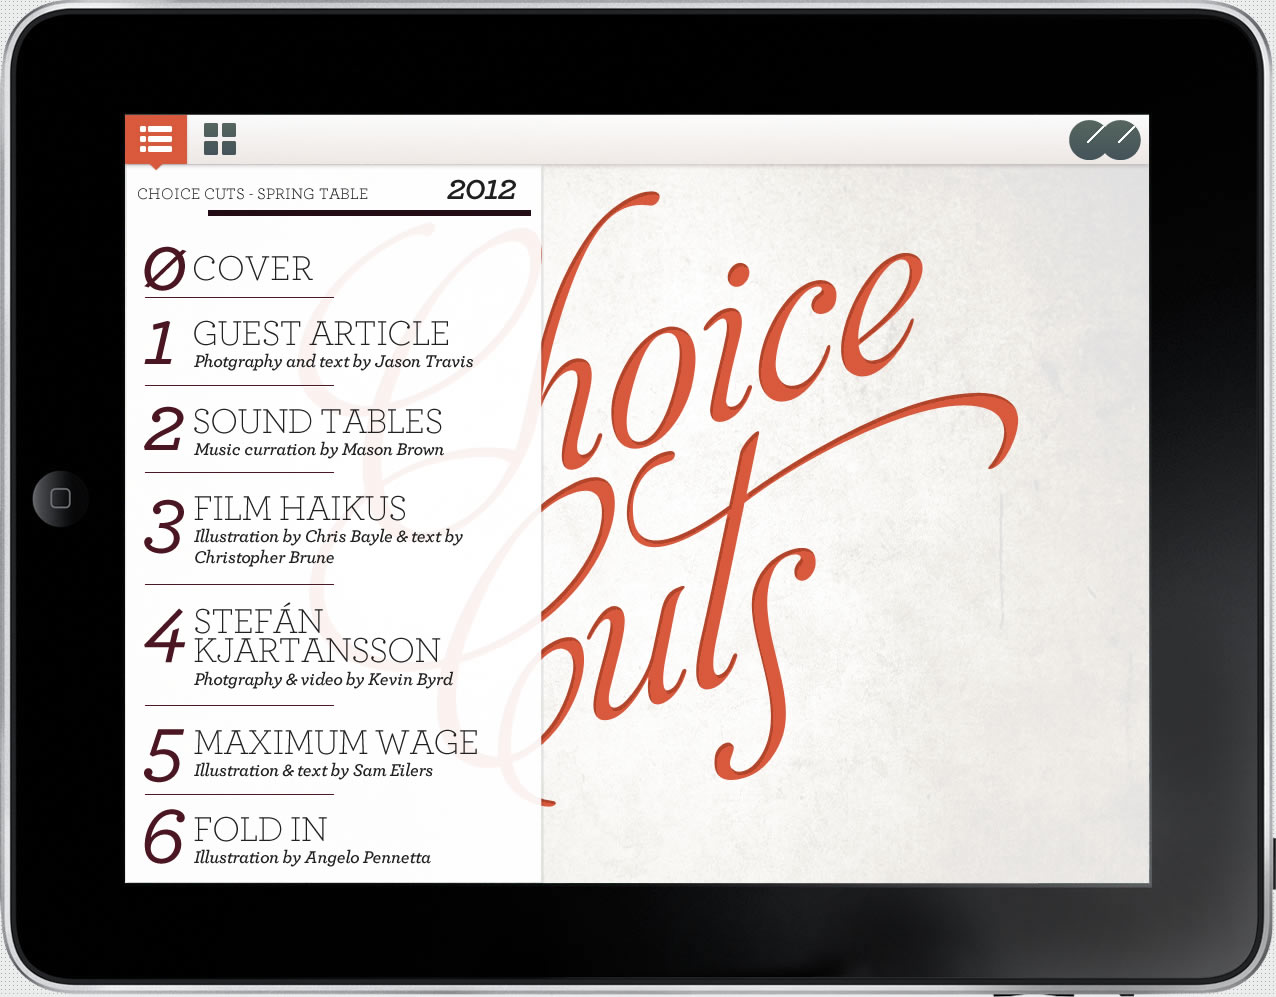 CHOICE CUTS - SPRING TABLE 2012
Ø COVER
1 GUEST ARTICLE
Photgraphy and text by Jason Travis
2 SOUND TABLES
Music curration by Mason Brown
3 FILM HAIKUS
Illustration by Chris Bayle & text by
Christopher Brune
4 STEFÁN
KJARTANSSON
Photgraphy & video by Kevin Byrd
5 MAXIMUM WAGE
Illustration & text by Sam Eilers
6 FOLD IN
Illustration by Angelo Pennetta
Choice
Cuts